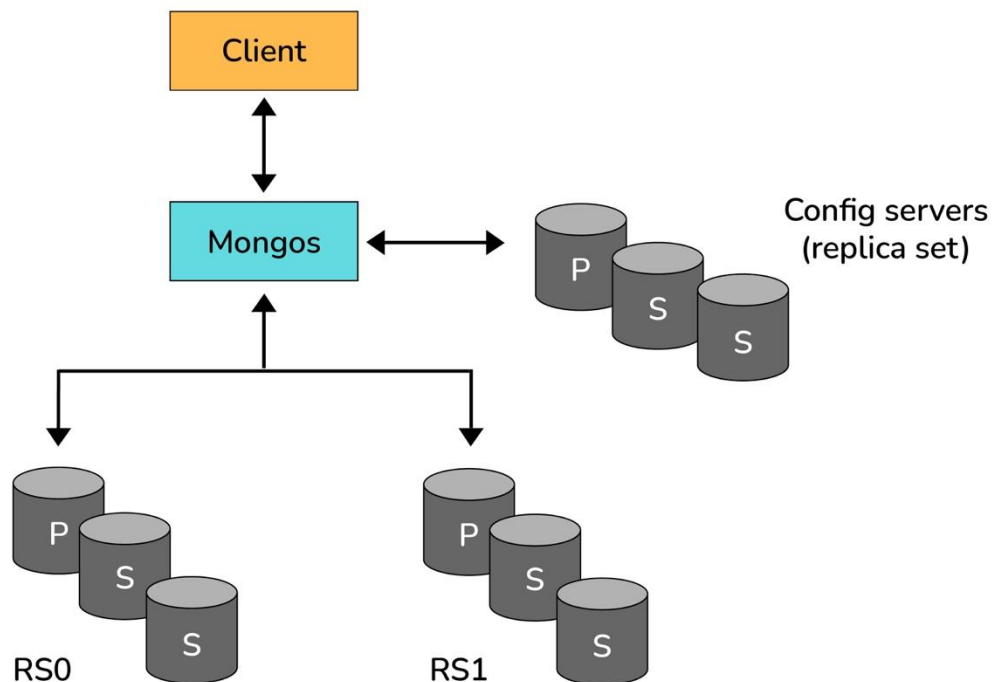 Client
Mongos
Config servers
(replica set)
P
S
S
P
S
S
RS0
P
S
S
RS1